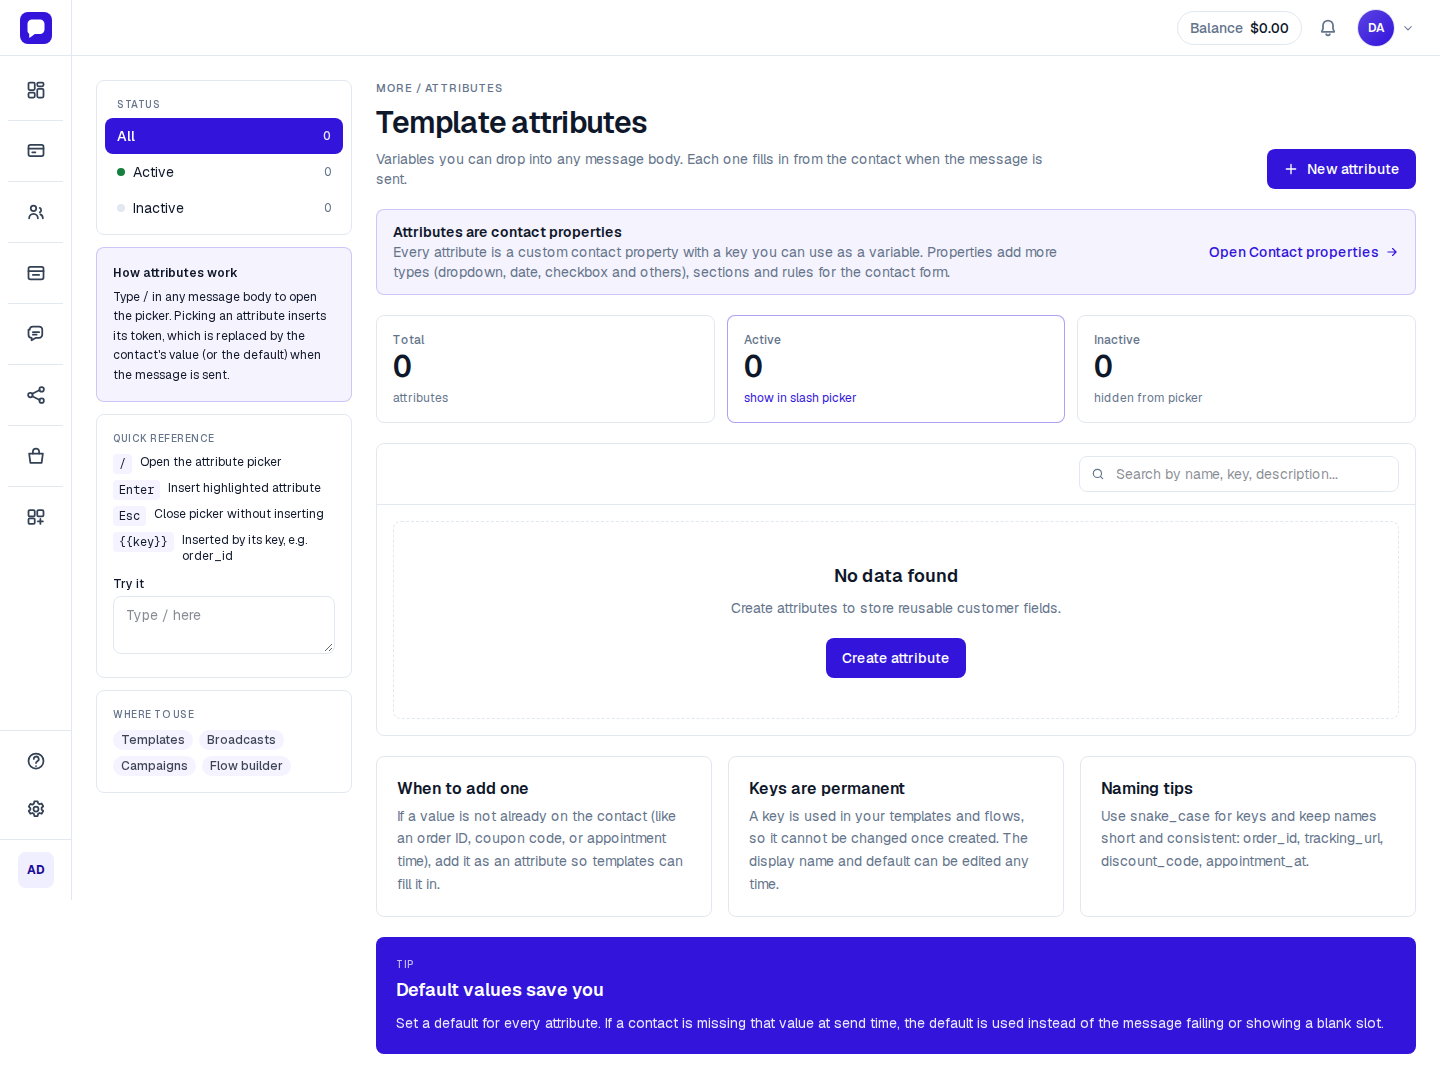 Balance $0.00
DA
STATUS
All 0
Active 0
Inactive 0
How attributes work
Type / in any message body to open
the picker. Picking an attribute inserts
its token, which is replaced by the
contact's value (or the default) when
the message is sent.
QUICK REFERENCE
/ Open the attribute picker
Enter Insert highlighted attribute
Esc Close picker without inserting
{{key}} Inserted by its key, e.g.
order_id
Try it
Type / here
WHERE TO USE
Templates Broadcasts
Campaigns Flow builder
AD
MORE / ATTRIBUTES
Template attributes
Variables you can drop into any message body. Each one fills in from the contact when the message is
sent.
New attribute
Attributes are contact properties
Every attribute is a custom contact property with a key you can use as a variable. Properties add more
types (dropdown, date, checkbox and others), sections and rules for the contact form.
Open Contact properties →
Total
0
attributes
Active
0
show in slash picker
Inactive
0
hidden from picker
Search by name, key, description...
No data found
Create attributes to store reusable customer fields.
Create attribute
When to add one
If a value is not already on the contact (like
an order ID, coupon code, or appointment
time), add it as an attribute so templates can
fill it in.
Keys are permanent
A key is used in your templates and flows,
so it cannot be changed once created. The
display name and default can be edited any
time.
Naming tips
Use snake_case for keys and keep names
short and consistent: order_id, tracking_url,
discount_code, appointment_at.
TIP
Default values save you
Set a default for every attribute. If a contact is missing that value at send time, the default is used instead of the message failing or showing a blank slot.